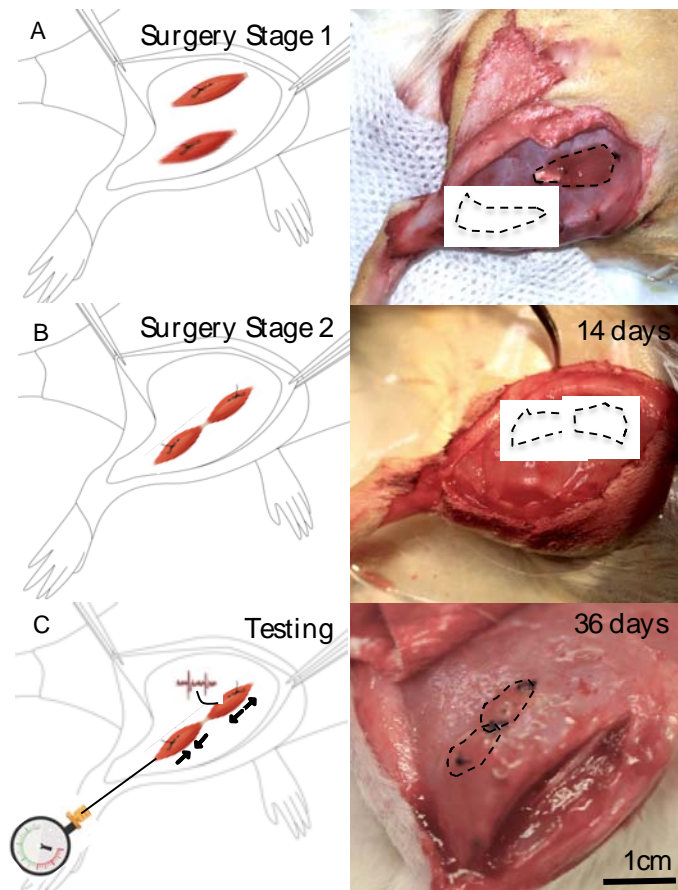 A
Surgery Stage 1
B
Surgery Stage 2
14 days
C
Testing
36 days
1cm